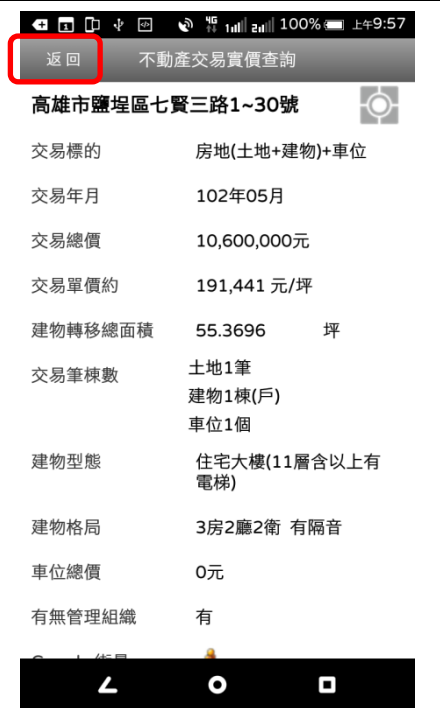 4G 1 2 100% 上午9:57
返回 不動產交易實價查詢
高雄市鹽埕區七賢三路1~30號
交易標的 房地(土地+建物)+車位
交易年月 102年05月
交易總價 10,600,000元
交易單價約 191,441 元/坪
建物轉移總面積 55.3696 坪
交易筆棟數 土地1筆
建物1棟(戶)
車位1個
建物型態 住宅大樓(11層含以上有
電梯)
建物格局 3房2廳2衛 有隔音
車位總價 0元
有無管理組織 有